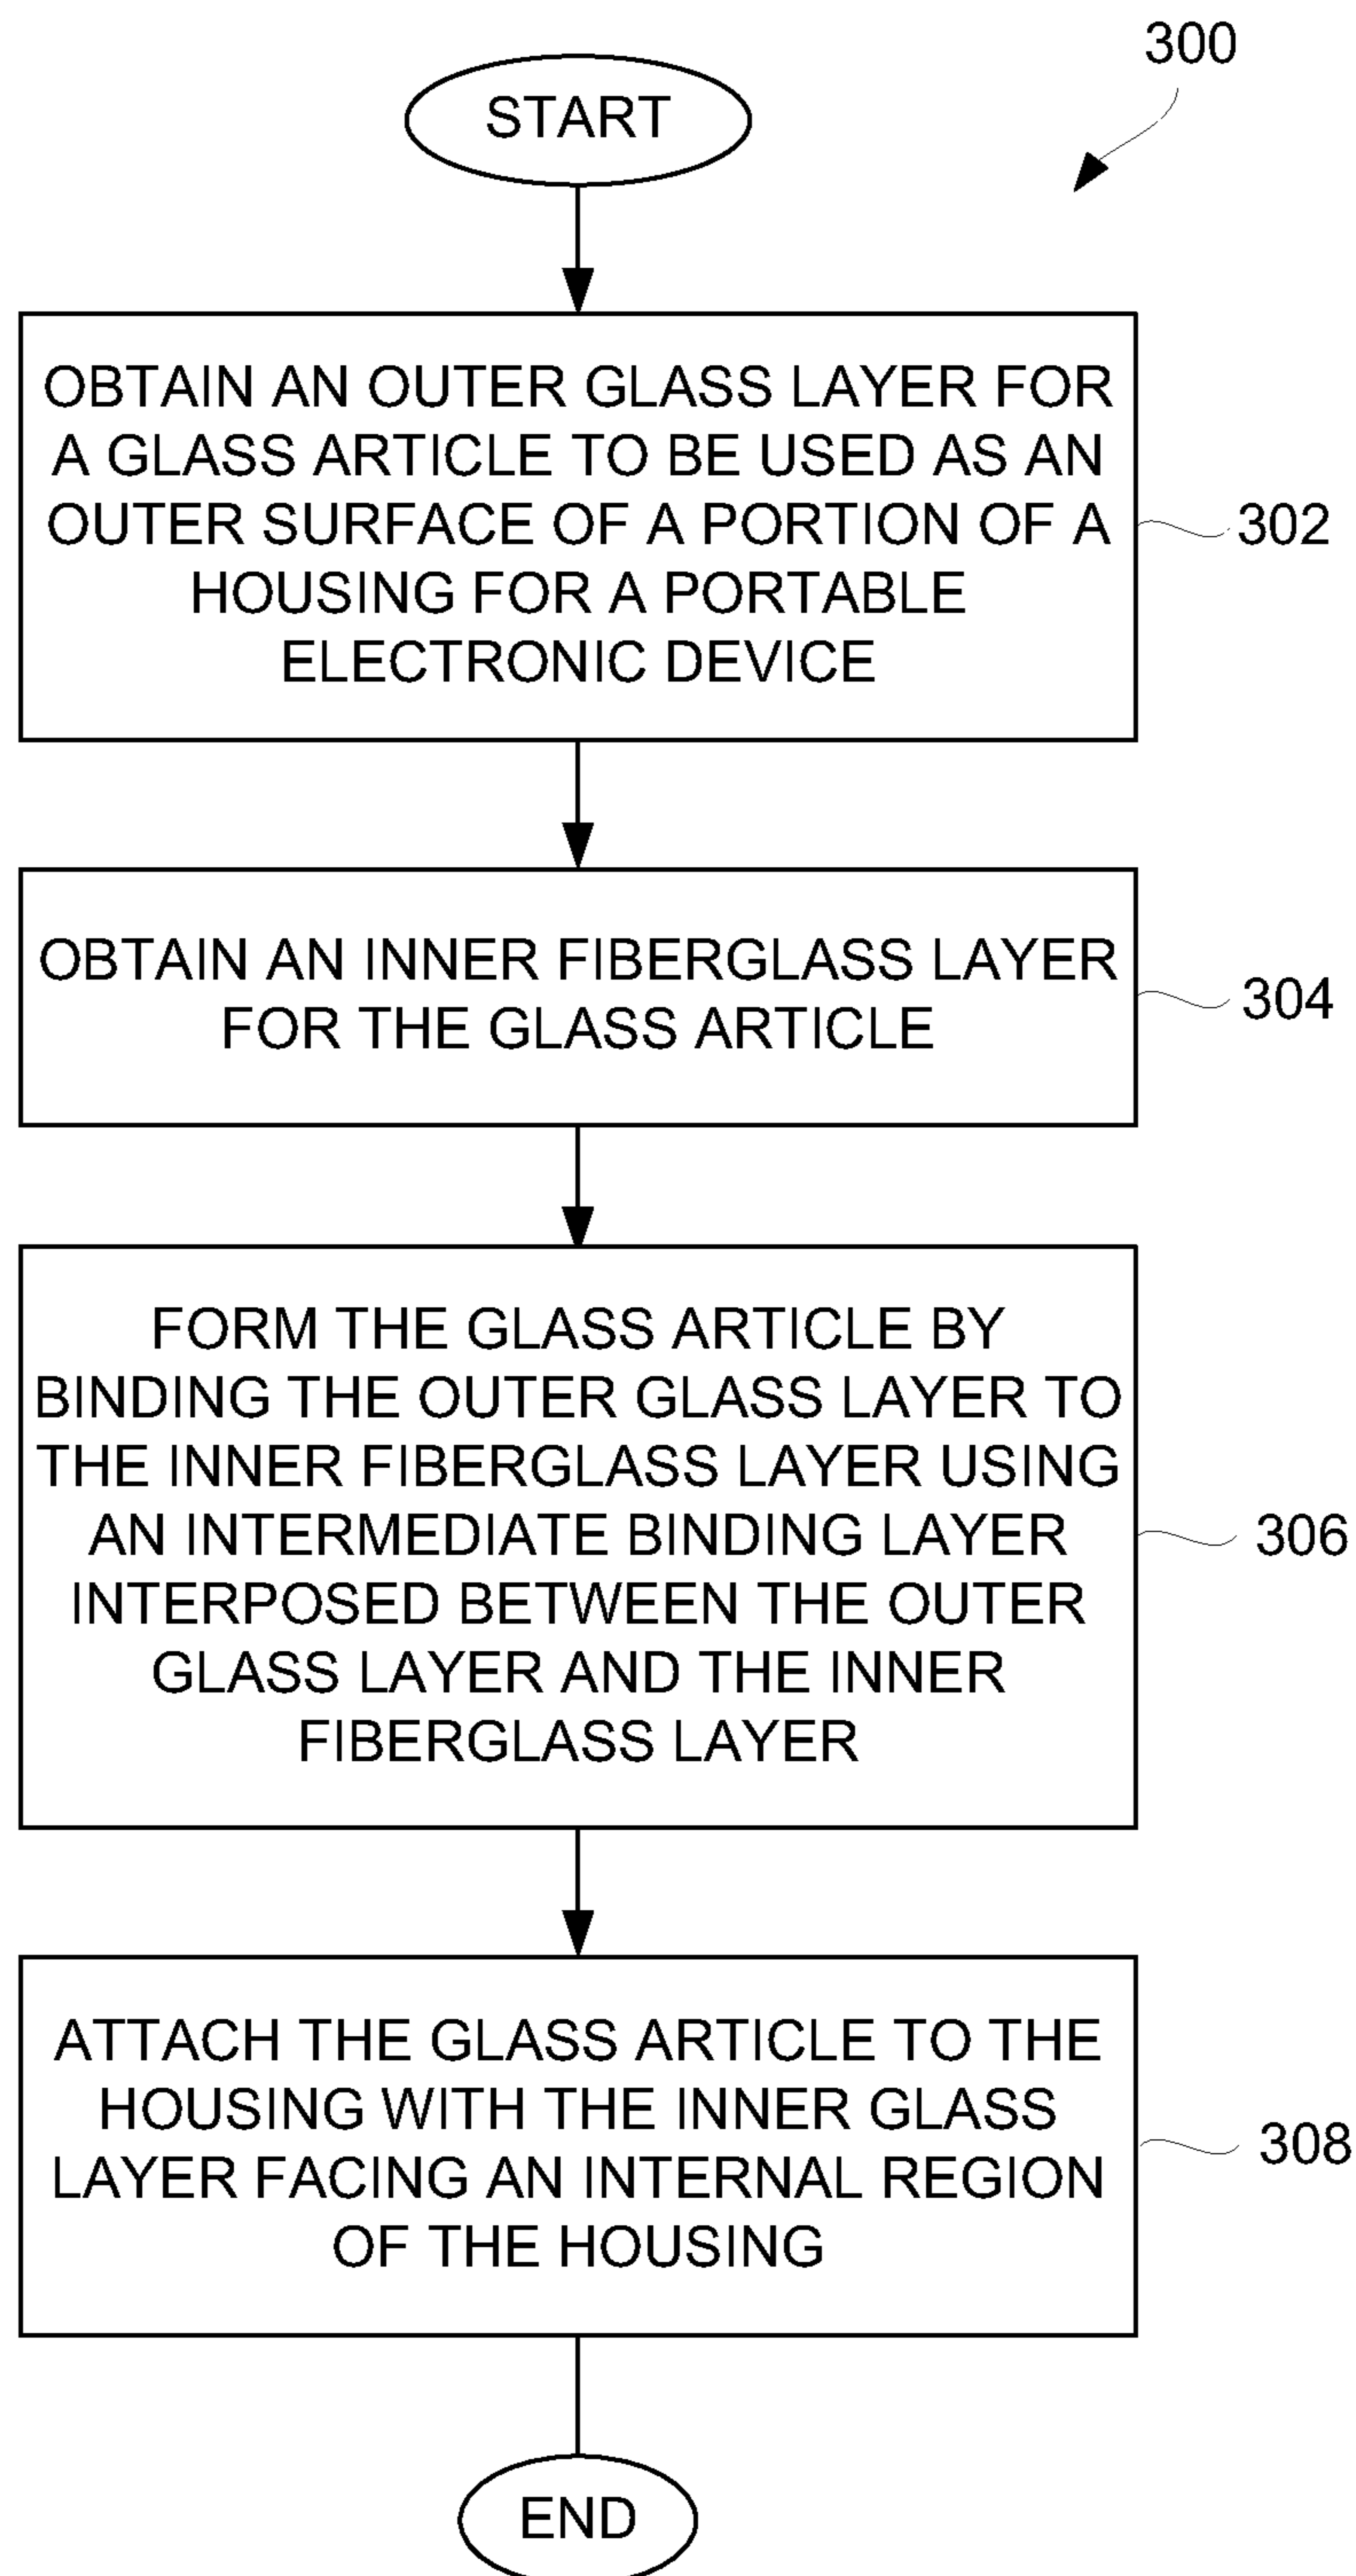 300
START
OBTAIN AN OUTER GLASS LAYER FOR
A GLASS ARTICLE TO BE USED AS AN
OUTER SURFACE OF A PORTION OF A
HOUSING FOR A PORTABLE
ELECTRONIC DEVICE
302
OBTAIN AN INNER FIBERGLASS LAYER
FOR THE GLASS ARTICLE
304
FORM THE GLASS ARTICLE BY
BINDING THE OUTER GLASS LAYER TO
THE INNER FIBERGLASS LAYER USING
AN INTERMEDIATE BINDING LAYER
INTERPOSED BETWEEN THE OUTER
GLASS LAYER AND THE INNER
FIBERGLASS LAYER
306
ATTACH THE GLASS ARTICLE TO THE
HOUSING WITH THE INNER GLASS
LAYER FACING AN INTERNAL REGION
OF THE HOUSING
308
END